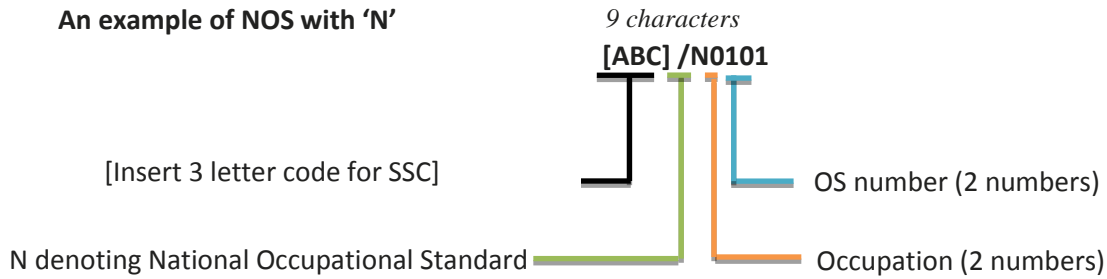 An example of NOS with ‘N’
9 characters
[ABC] /N0101
[Insert 3 letter code for SSC]
OS number (2 numbers)
N denoting National Occupational Standard
Occupation (2 numbers)